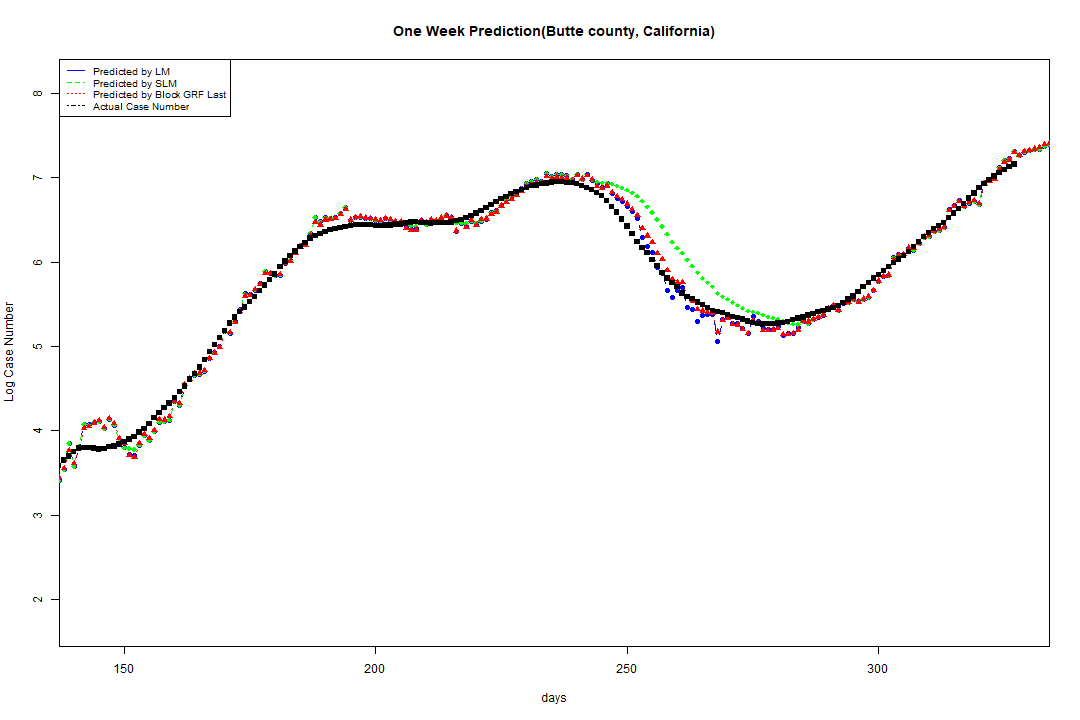 One Week Prediction(Butte county, California)
Predicted by LM
Predicted by SLM
Predicted by Block GRF Last
Actual Case Number
8
7
6
5
4
3
2
Log Case Number
150
200
250
300
days